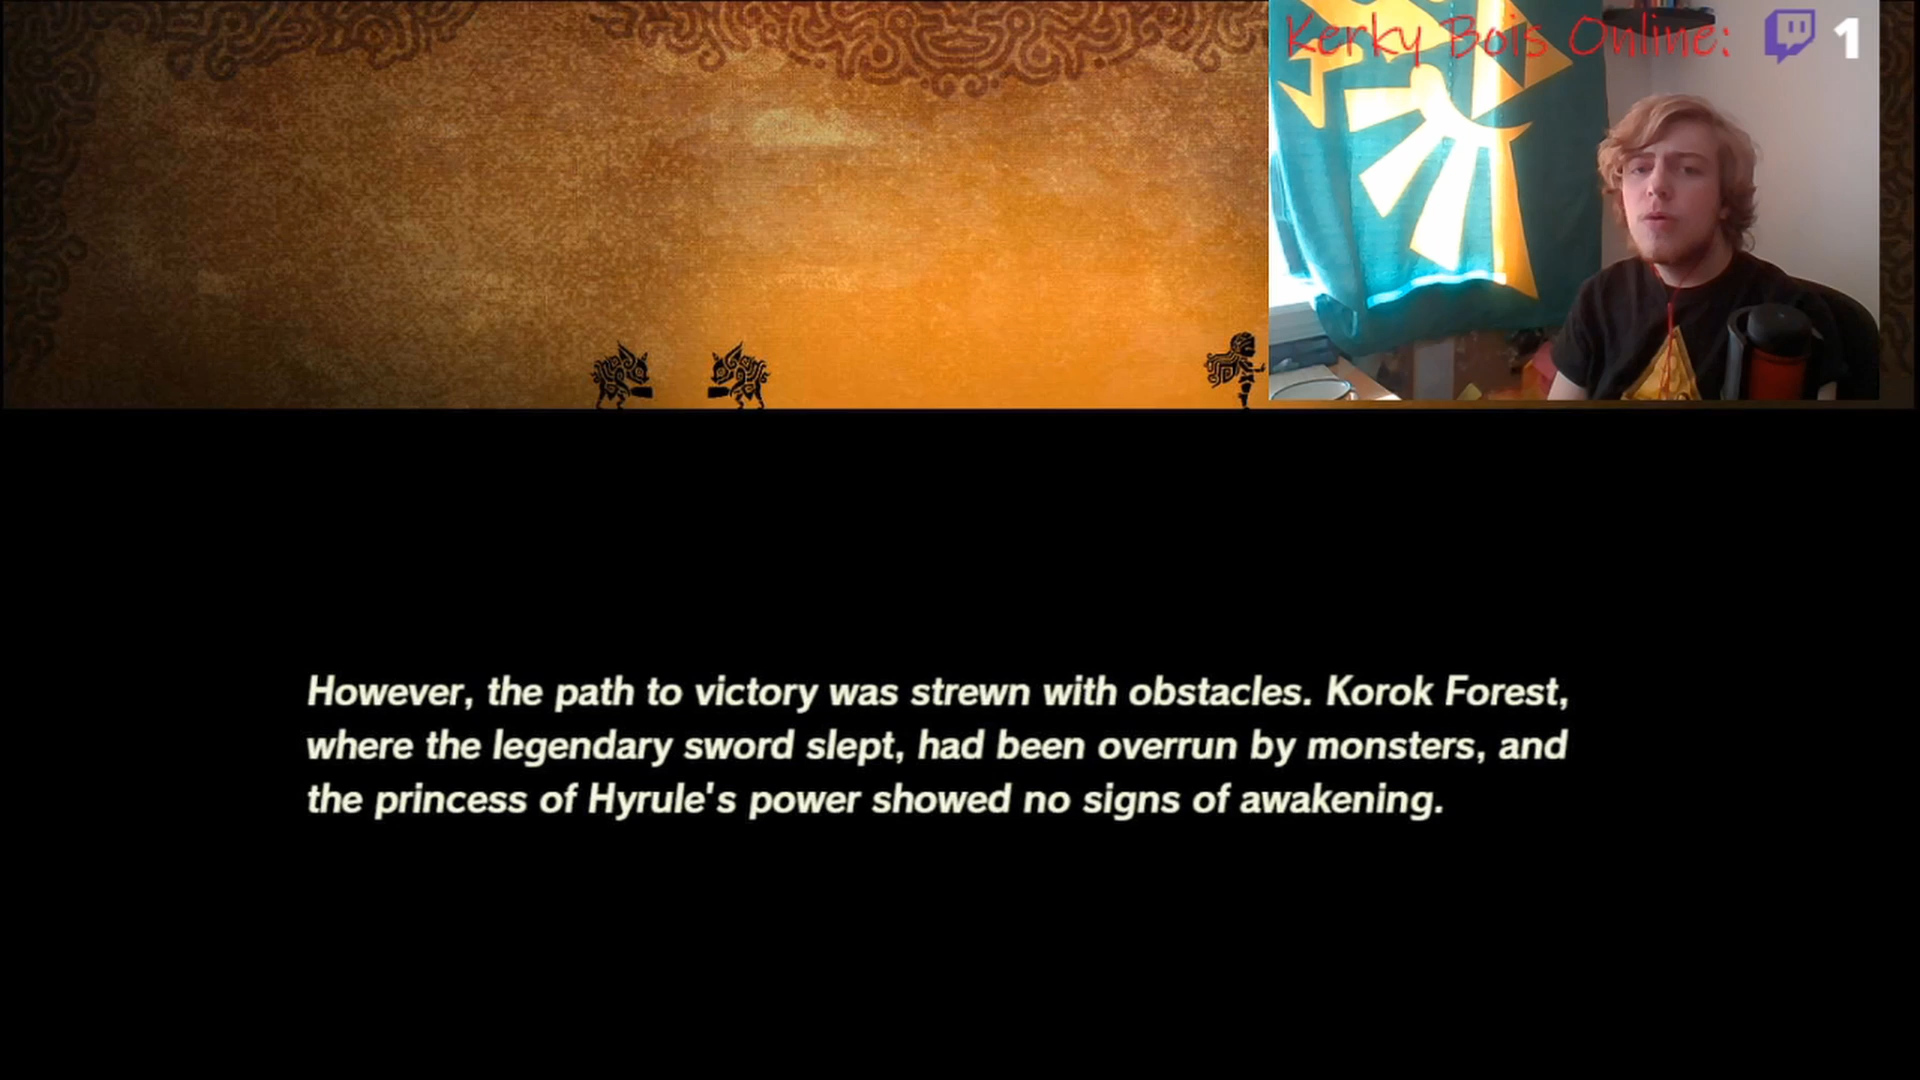 Kerky Bois Online: 1
However, the path to victory was strewn with obstacles. Korok Forest,
where the legendary sword slept, had been overrun by monsters, and
the princess of Hyrule's power showed no signs of awakening.